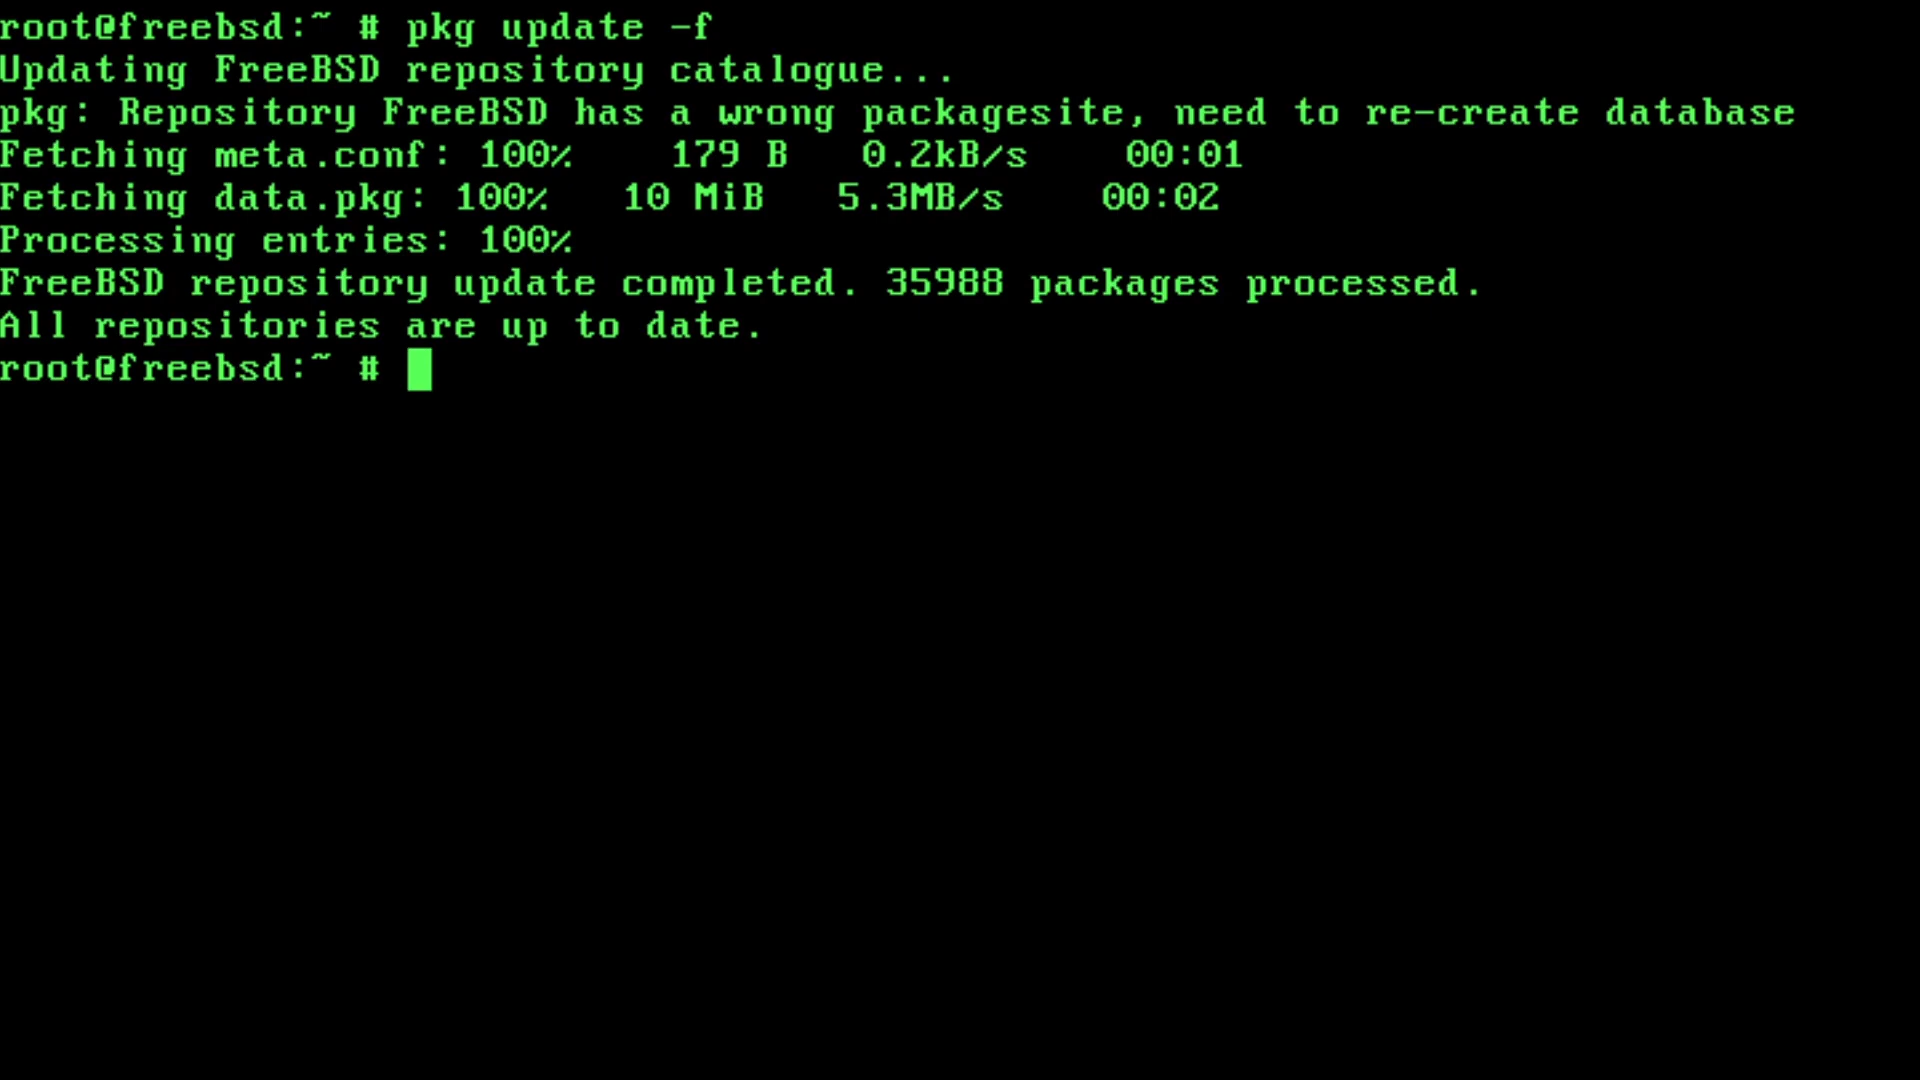 root@freebsd:~ # pkg update -f
Updating FreeBSD repository catalogue...
pkg: Repository FreeBSD has a wrong packagesite, need to re-create database
Fetching meta.conf: 100%    179 B   0.2kB/s    00:01
Fetching data.pkg: 100%   10 MiB   5.3MB/s    00:02
Processing entries: 100%
FreeBSD repository update completed. 35988 packages processed.
All repositories are up to date.
root@freebsd:~ #